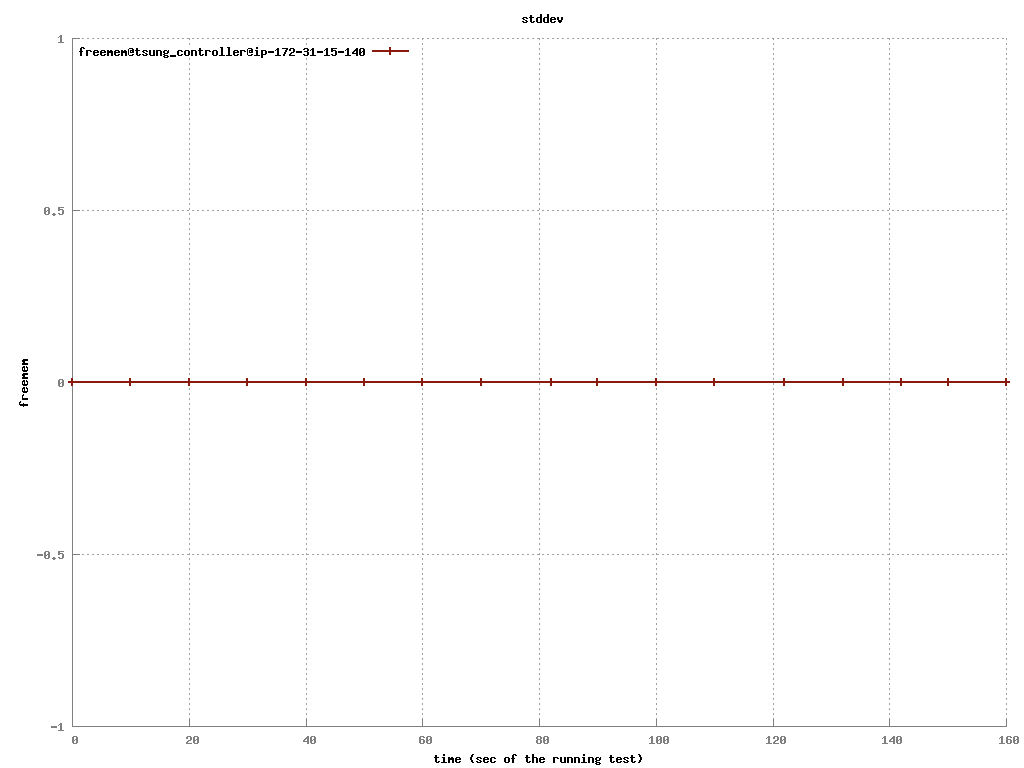 stddev
1
freemem@tsung_controller@ip-172-31-15-140
0.5
freemem
0
-0.5
-1
0 20 40 60 80 100 120 140 160
time (sec of the running test)